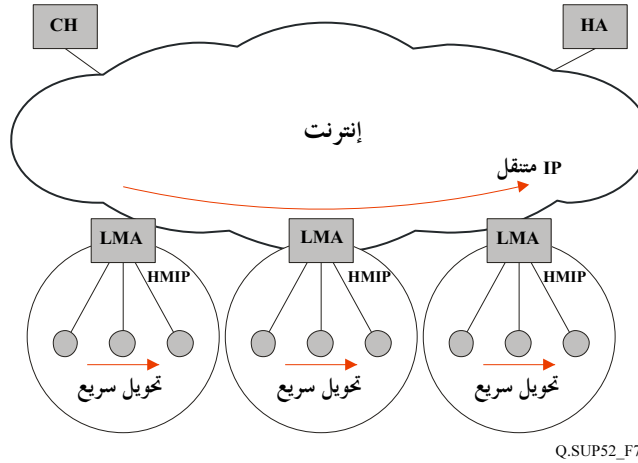 CH
HA
إنترنت
IP متنقل
LMA
LMA
LMA
HMIP
HMIP
HMIP
تحويل سريع
تحويل سريع
تحويل سريع
Q.SUP52_F7